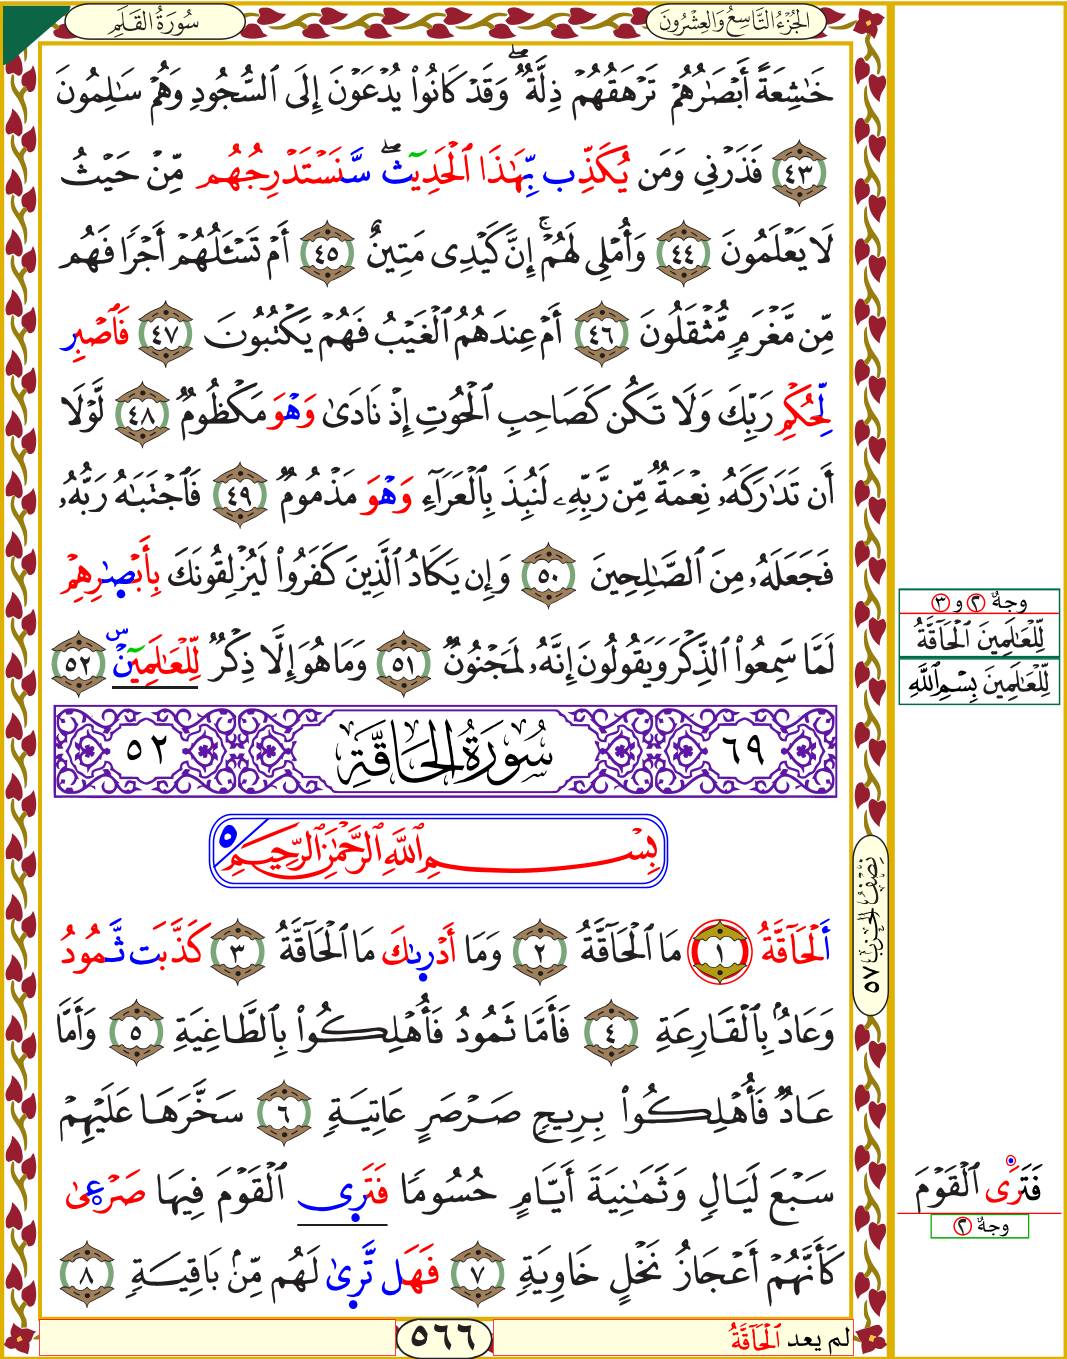 سُورَةُ القَلَمِ
الجُزْءُ التَّاسِعُ وَالعِشْرُونَ
خَٰشِعَةً أَبْصَٰرُهُمْ تَرْهَقُهُمْ ذِلَّةٌۖ وَقَدْ كَانُوا۟ يُدْعَوْنَ إِلَى ٱلسُّجُودِ وَهُمْ سَٰلِمُونَ
٤٣ فَذَرْنِي وَمَن يُكَذِّب بِّهَٰذَا ٱلْحَدِيثِۖ سَّنَسْتَدْرِجُهُم مِّنْ حَيْثُ
لَا يَعْلَمُونَ ٤٤ وَأُمْلِى لَهُمْۚ إِنَّ كَيْدِى مَتِينٌ ٤٥ أَمْ تَسْـَٔلُهُمْ أَجْرًا فَهُم
مِّن مَّغْرَمٍ مُّثْقَلُونَ ٤٦ أَمْ عِندَهُمُ ٱلْغَيْبُ فَهُمْ يَكْتُبُونَ ٤٧ فَٱصْبِر
لِّحُكْمِ رَبِّكَ وَلَا تَكُن كَصَاحِبِ ٱلْحُوتِ إِذْ نَادَىٰ وَهْوَ مَكْظُومٌ ٤٨ لَّوْلَا
أَن تَدَٰرَكَهُۥ نِعْمَةٌ مِّن رَّبِّهِۦ لَنُبِذَ بِٱلْعَرَآءِ وَهْوَ مَذْمُومٌ ٤٩ فَٱجْتَبَٰهُ رَبُّهُۥ
فَجَعَلَهُۥ مِنَ ٱلصَّٰلِحِينَ ٥٠ وَإِن يَكَادُ ٱلَّذِينَ كَفَرُوا۟ لَيُزْلِقُونَكَ بِأَبْصَٰرِهِمْ
لَمَّا سَمِعُوا۟ ٱلذِّكْرَ وَيَقُولُونَ إِنَّهُۥ لَمَجْنُونٌ ٥١ وَمَا هُوَ إِلَّا ذِكْرٌ لِّلْعَٰلَمِينَ ٥٢
وجهٌ ٢ و ٣
لِّلْعَٰلَمِينَ ٱلْحَآقَّةُ
لِّلْعَٰلَمِينَ بِسْمِ ٱللَّهِ
٦٩ سُورَةُ الحَاقَّةِ ٥٢
بِسْمِ ٱللَّهِ ٱلرَّحْمَٰنِ ٱلرَّحِيمِ ٥
ٱلْحَآقَّةُ ١ مَا ٱلْحَآقَّةُ ٢ وَمَا أَدْرَىٰكَ مَا ٱلْحَآقَّةُ ٣ كَذَّبَت ثَّمُودُ
وَعَادٌۢ بِٱلْقَارِعَةِ ٤ فَأَمَّا ثَمُودُ فَأُهْلِكُوا۟ بِٱلطَّاغِيَةِ ٥ وَأَمَّا
عَادٌ فَأُهْلِكُوا۟ بِرِيحٍ صَرْصَرٍ عَاتِيَةٍ ٦ سَخَّرَهَا عَلَيْهِمْ
سَبْعَ لَيَالٍ وَثَمَٰنِيَةَ أَيَّامٍ حُسُومًا فَتَرَى ٱلْقَوْمَ فِيهَا صَرْعَىٰ
كَأَنَّهُمْ أَعْجَازُ نَخْلٍ خَاوِيَةٍ ٧ فَهَل تَّرَىٰ لَهُم مِّنۢ بَاقِيَةٍ ٨
نِصْفُ الحِزْبِ ٥٧
فَتَرَى ٱلْقَوْمَ
وجهٌ ٢
لم يعد ٱلْحَآقَّةُ
٥٦٦